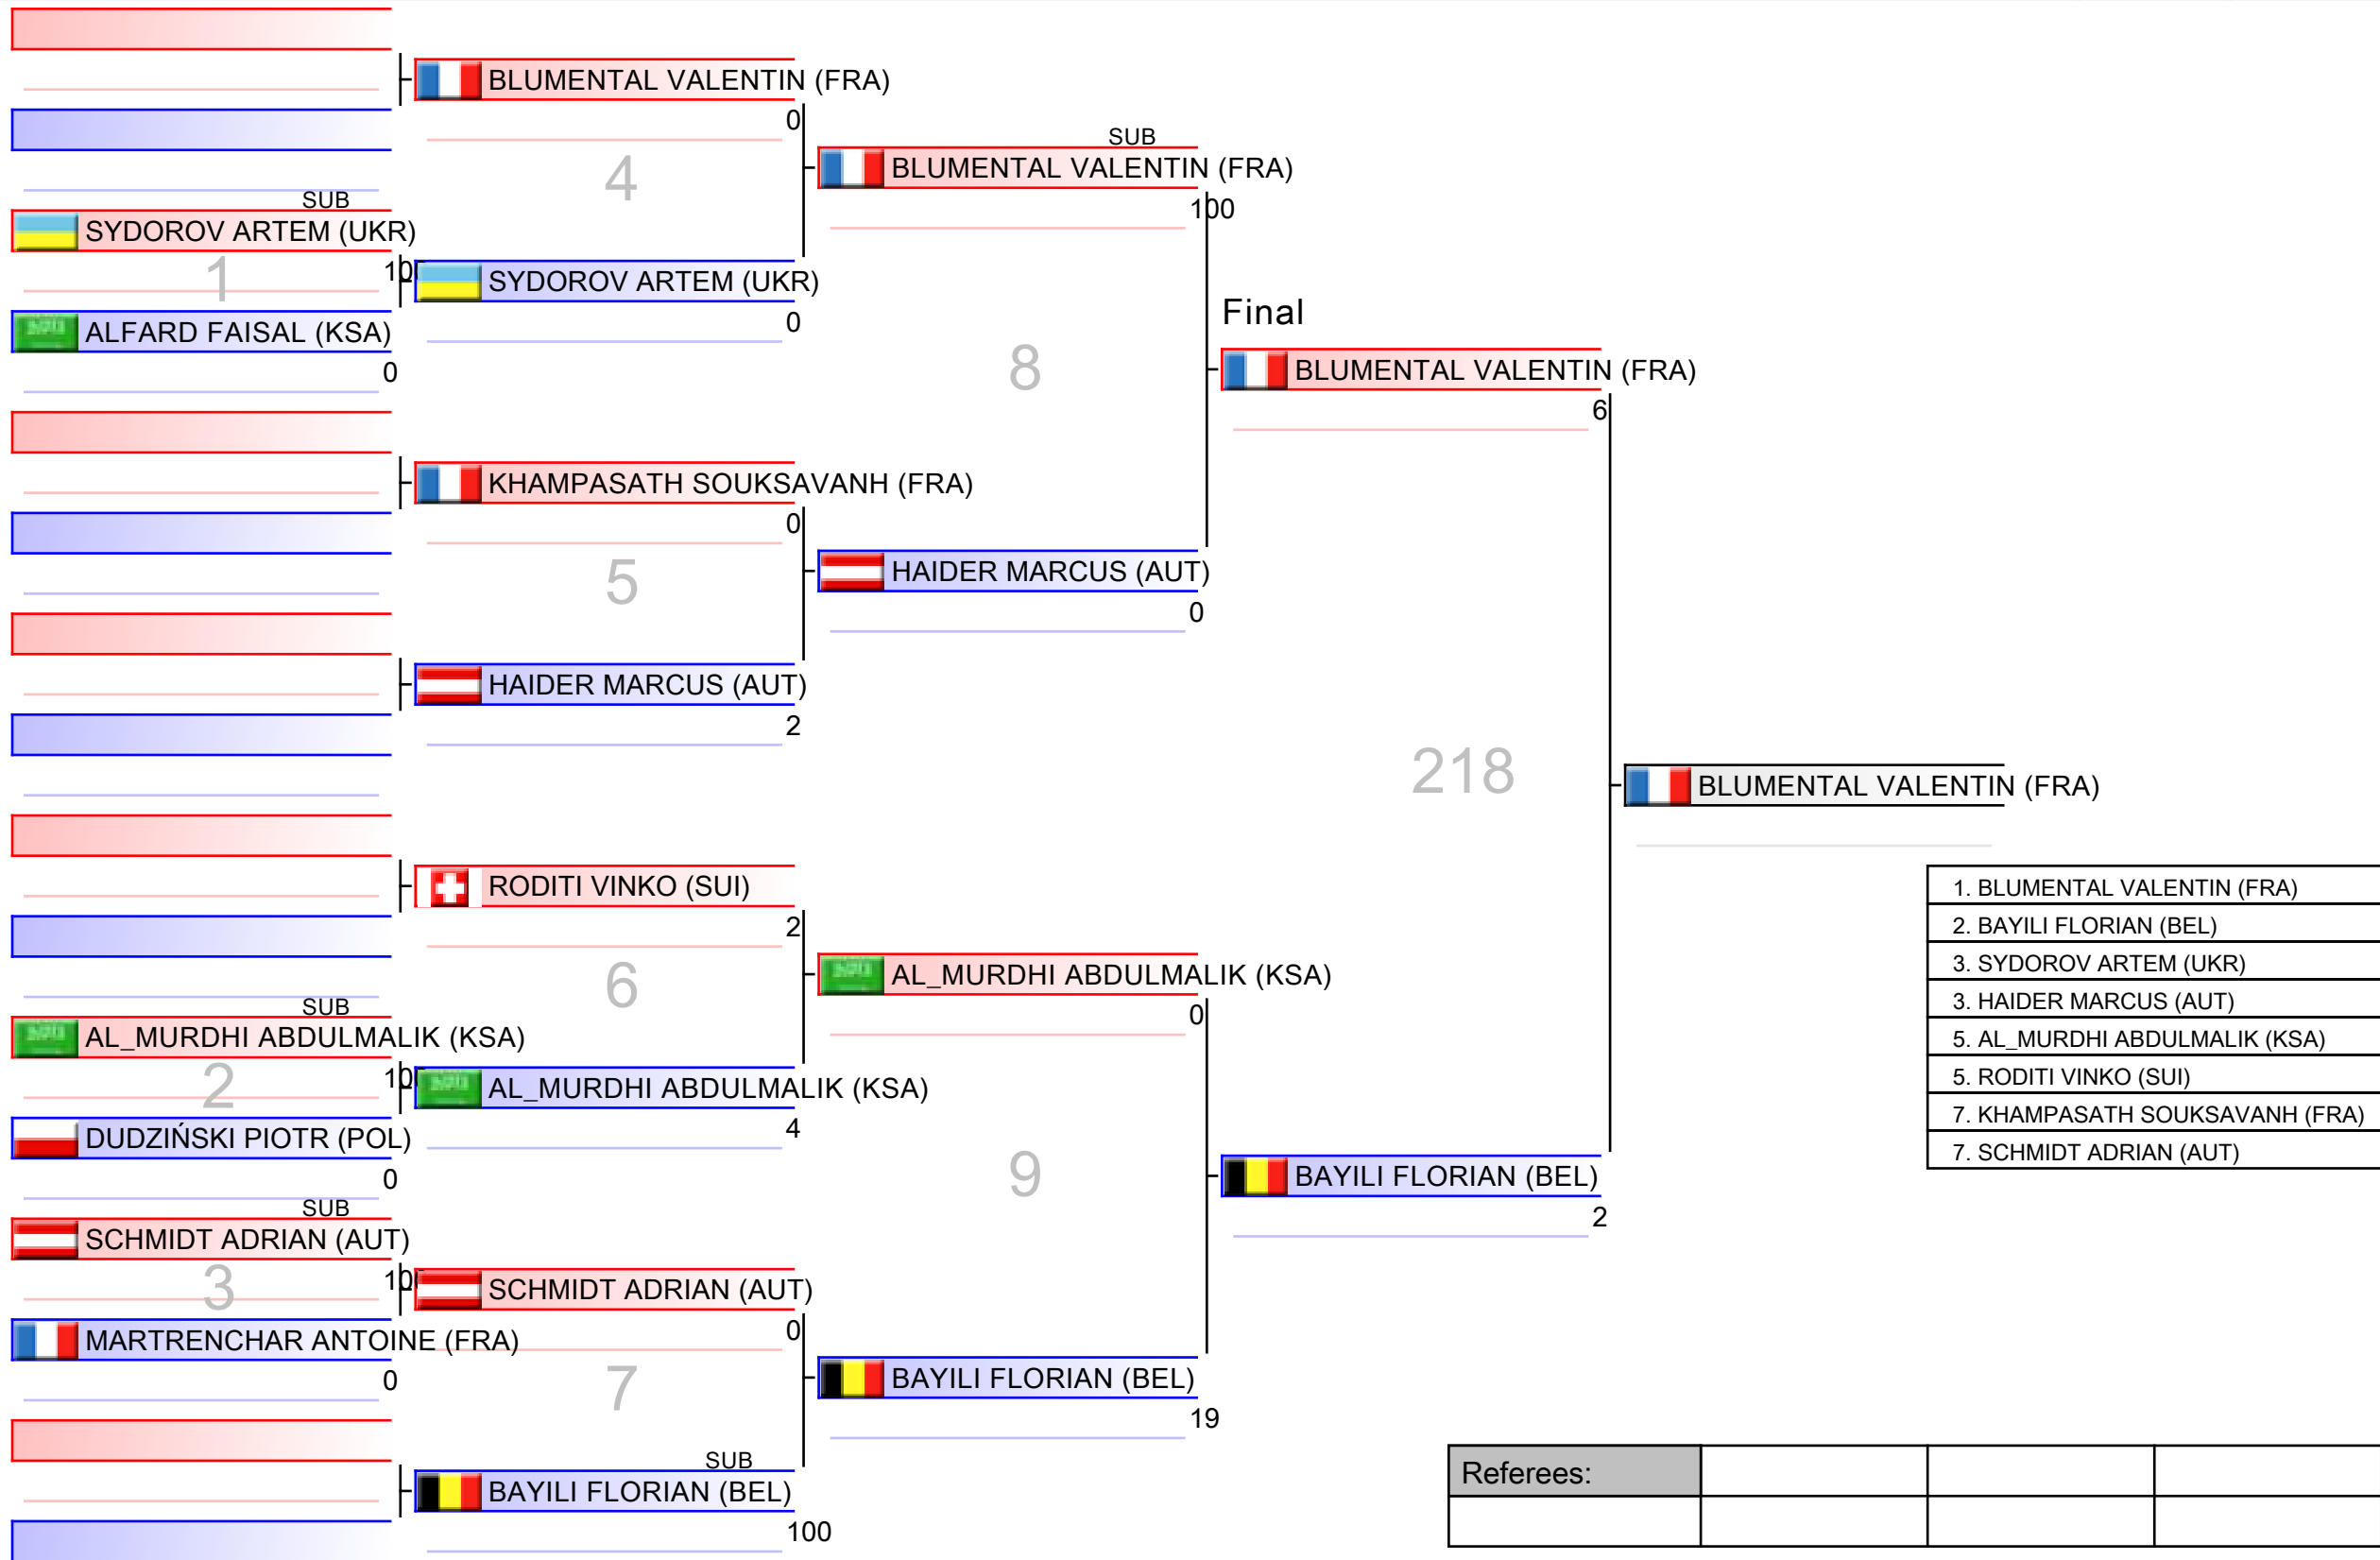 BLUMENTAL VALENTIN (FRA)
0
4
SUB
BLUMENTAL VALENTIN (FRA)
100
SUB
SYDOROV ARTEM (UKR)
1
SYDOROV ARTEM (UKR)
0
ALFARD FAISAL (KSA)
0
Final
8
BLUMENTAL VALENTIN (FRA)
6
KHAMPASATH SOUKSAVANH (FRA)
0
5
HAIDER MARCUS (AUT)
0
HAIDER MARCUS (AUT)
2
218
BLUMENTAL VALENTIN (FRA)
RODITI VINKO (SUI)
2
6
AL_MURDHI ABDULMALIK (KSA)
0
SUB
AL_MURDHI ABDULMALIK (KSA)
2
AL_MURDHI ABDULMALIK (KSA)
4
DUDZIŃSKI PIOTR (POL)
0
9
BAYILI FLORIAN (BEL)
2
SUB
SCHMIDT ADRIAN (AUT)
3
SCHMIDT ADRIAN (AUT)
0
MARTRENCHAR ANTOINE (FRA)
0
7
BAYILI FLORIAN (BEL)
19
SUB
BAYILI FLORIAN (BEL)
100
1. BLUMENTAL VALENTIN (FRA)
2. BAYILI FLORIAN (BEL)
3. SYDOROV ARTEM (UKR)
3. HAIDER MARCUS (AUT)
5. AL_MURDHI ABDULMALIK (KSA)
5. RODITI VINKO (SUI)
7. KHAMPASATH SOUKSAVANH (FRA)
7. SCHMIDT ADRIAN (AUT)
Referees: